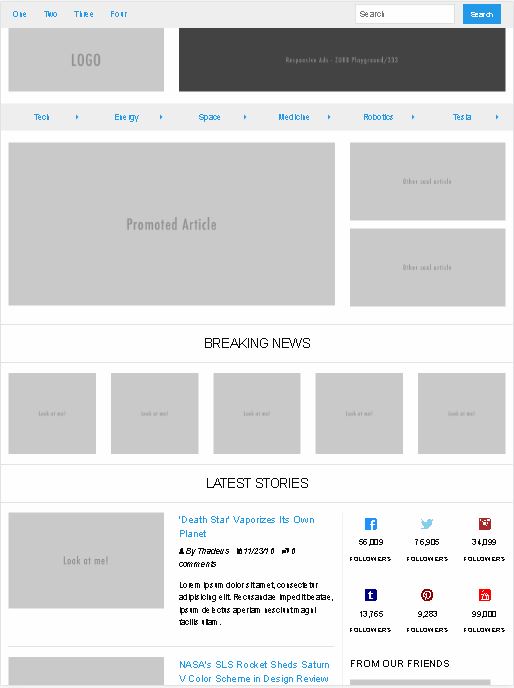 One Two Three Four Search Search
LOGO
Responsive Ads - ZURB Playground/333
Tech Energy Space Medicine Robotics Tesla
Promoted Article
Other cool article
Other cool article
BREAKING NEWS
Look at me! Look at me! Look at me! Look at me! Look at me!
LATEST STORIES
Look at me!
'Death Star' Vaporizes Its Own
Planet
By Thadeus 11/23/16 6
comments
Lorem ipsum dolor sit amet, consectetur
adipisicing elit. Recusandae impedit beatae,
ipsum delectus aperiam nesciunt magni
facilis ullam.
NASA's SLS Rocket Sheds Saturn
V Color Scheme in Design Review
56,009 76,905 34,099
FOLLOWERS FOLLOWERS FOLLOWERS
13,765 9,283 99,000
FOLLOWERS FOLLOWERS FOLLOWERS
FROM OUR FRIENDS